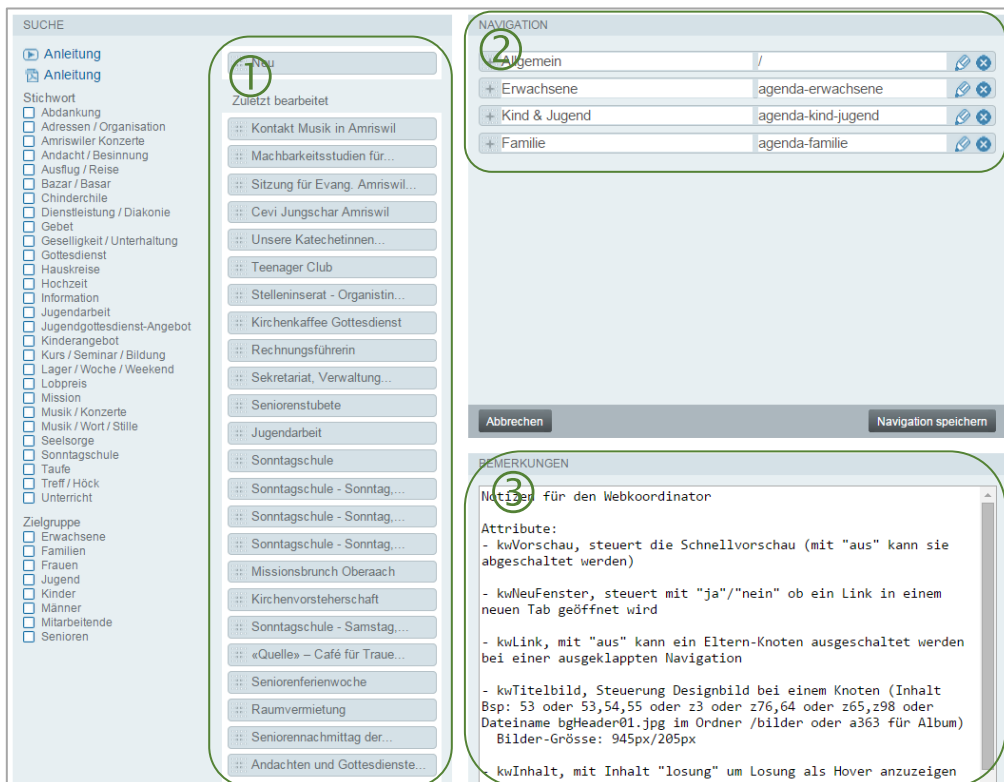 SUCHE
Anleitung
Anleitung
Stichwort
Abdankung
Adressen / Organisation
Amriswiler Konzerte
Andacht / Besinnung
Ausflug / Reise
Bazar / Basar
Chinderchile
Dienstleistung / Diakonie
Gebet
Geselligkeit / Unterhaltung
Gottesdienst
Hauskreise
Hochzeit
Information
Jugendarbeit
Jugendgottesdienst-Angebot
Kinderangebot
Kurs / Seminar / Bildung
Lager / Woche / Weekend
Lobpreis
Mission
Musik / Konzerte
Musik / Wort / Stille
Seelsorge
Sonntagschule
Taufe
Treff / Höck
Unterricht
Zielgruppe
Erwachsene
Familien
Frauen
Jugend
Kinder
Männer
Mitarbeitende
Senioren
①
Neu
Zuletzt bearbeitet
Kontakt Musik in Amriswil
Machbarkeitsstudien für...
Sitzung für Evang. Amriswil...
Cevi Jungschar Amriswil
Unsere Katechetinnen...
Teenager Club
Stelleninserat - Organistin...
Kirchenkaffee Gottesdienst
Rechnungsführerin
Sekretariat, Verwaltung...
Seniorenstubete
Jugendarbeit
Sonntagschule
Sonntagschule - Sonntag,...
Sonntagschule - Sonntag,...
Sonntagschule - Sonntag,...
Missionsbrunch Oberaach
Kirchenvorsteherschaft
Sonntagschule - Samstag,...
«Quelle» – Café für Traue...
Seniorenferienwoche
Raumvermietung
Seniorennachmittag der...
Andachten und Gottesdienste...
NAVIGATION
②
Allgemein /
Erwachsene agenda-erwachsene
Kind & Jugend agenda-kind-jugend
Familie agenda-familie
Abbrechen Navigation speichern
BEMERKUNGEN
③
Notizen für den Webkoordinator
Attribute:
- kwVorschau, steuert die Schnellvorschau (mit "aus" kann sie
abgeschaltet werden)
- kwNeuFenster, steuert mit "ja"/"nein" ob ein Link in einem
neuen Tab geöffnet wird
- kwLink, mit "aus" kann ein Eltern-Knoten ausgeschaltet werden
bei einer ausgeklappten Navigation
- kwTitelbild, Steuerung Designbild bei einem Knoten (Inhalt
Bsp: 53 oder 53,54,55 oder z3 oder z76,64 oder z65,z98 oder
Dateiname bgHeader01.jpg im Ordner /bilder oder a363 für Album)
Bilder-Grösse: 945px/205px
- kwInhalt, mit Inhalt "losung" um Losung als Hover anzuzeigen